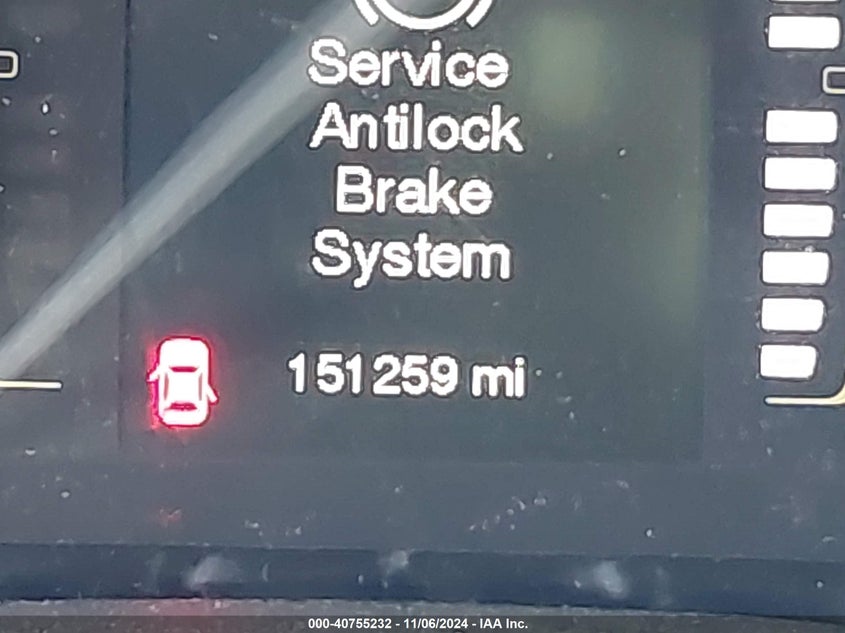 Service
Antilock
Brake
System
151259 mi
000-40755232 - 11/06/2024 - IAA Inc.